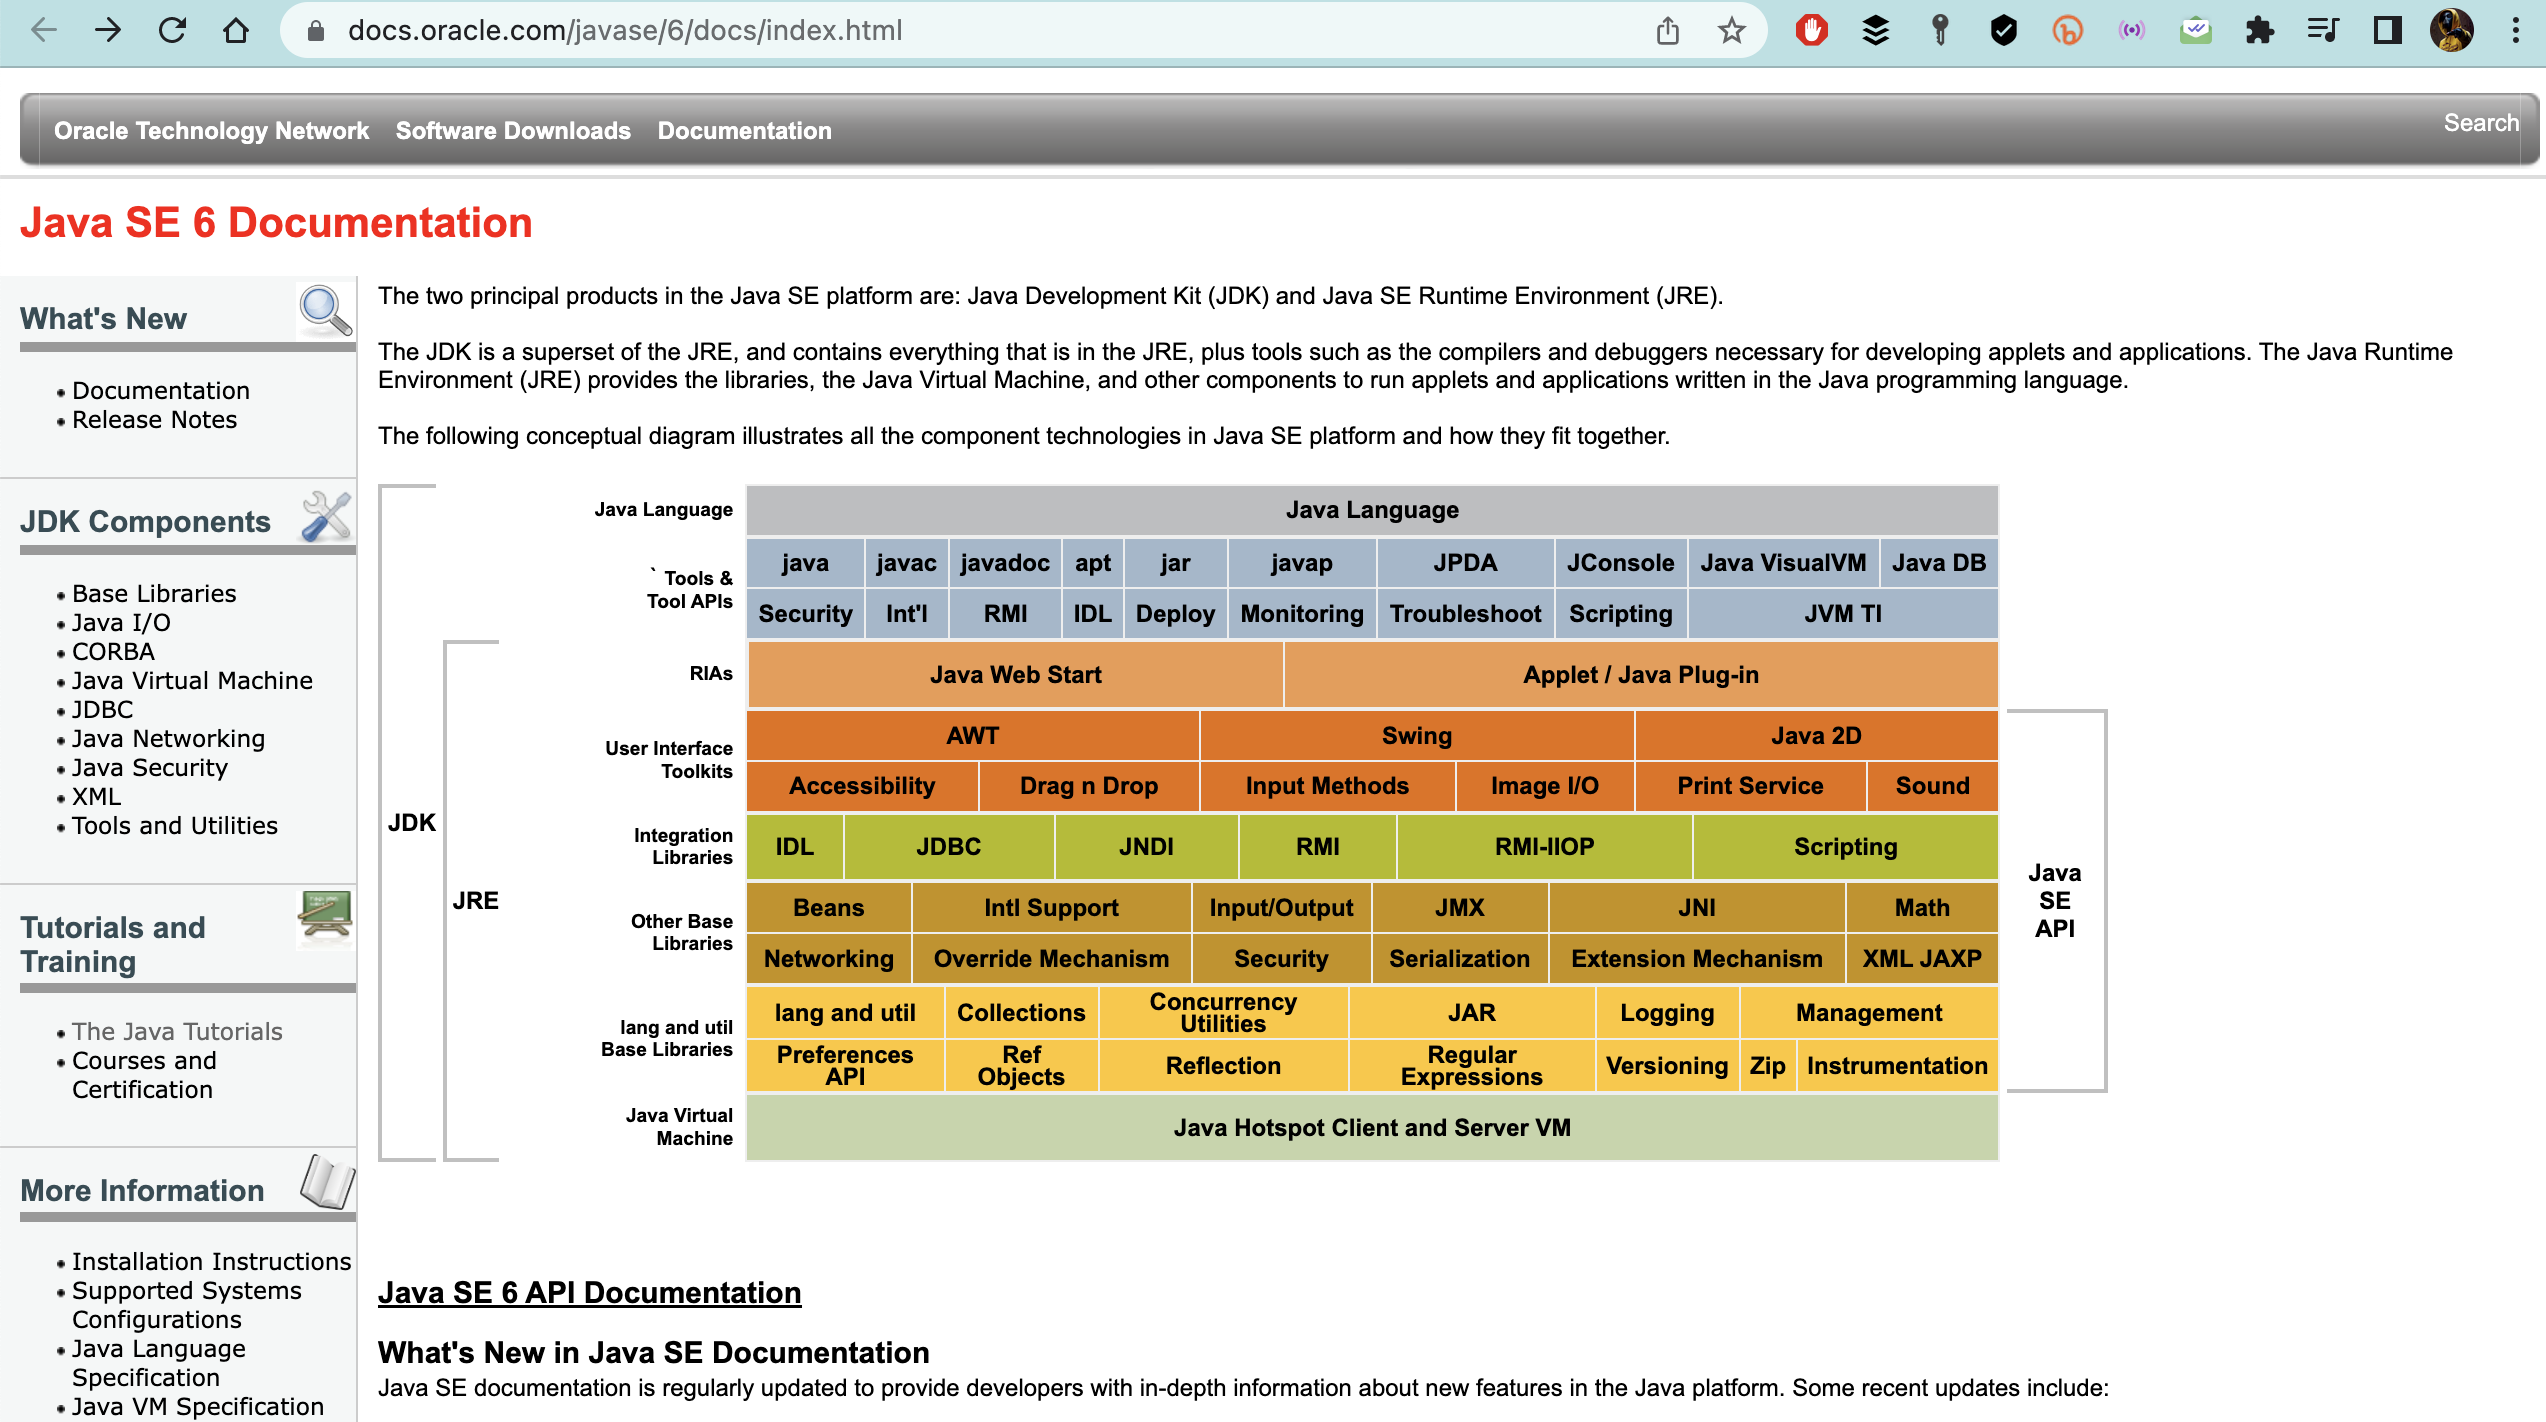 docs.oracle.com/javase/6/docs/index.html
Oracle Technology Network Software Downloads Documentation Search
Java SE 6 Documentation
What's New
Documentation
Release Notes
JDK Components
Base Libraries
Java I/O
CORBA
Java Virtual Machine
JDBC
Java Networking
Java Security
XML
Tools and Utilities
Tutorials and
Training
The Java Tutorials
Courses and
Certification
More Information
Installation Instructions
Supported Systems
Configurations
Java Language
Specification
Java VM Specification
The two principal products in the Java SE platform are: Java Development Kit (JDK) and Java SE Runtime Environment (JRE).
The JDK is a superset of the JRE, and contains everything that is in the JRE, plus tools such as the compilers and debuggers necessary for developing applets and applications. The Java Runtime
Environment (JRE) provides the libraries, the Java Virtual Machine, and other components to run applets and applications written in the Java programming language.
The following conceptual diagram illustrates all the component technologies in Java SE platform and how they fit together.
JDK
JRE
Java Language
Java Language
` Tools &
Tool APIs
java javac javadoc apt jar javap JPDA JConsole Java VisualVM Java DB
Security Int'l RMI IDL Deploy Monitoring Troubleshoot Scripting JVM TI
RIAs
Java Web Start Applet / Java Plug-in
User Interface
Toolkits
AWT Swing Java 2D
Accessibility Drag n Drop Input Methods Image I/O Print Service Sound
Integration
Libraries
IDL JDBC JNDI RMI RMI-IIOP Scripting
Other Base
Libraries
Beans Intl Support Input/Output JMX JNI Math
Networking Override Mechanism Security Serialization Extension Mechanism XML JAXP
lang and util
Base Libraries
lang and util Collections Concurrency
Utilities JAR Logging Management
Preferences
API Ref
Objects Reflection Regular
Expressions Versioning Zip Instrumentation
Java Virtual
Machine
Java Hotspot Client and Server VM
Java
SE
API
Java SE 6 API Documentation
What's New in Java SE Documentation
Java SE documentation is regularly updated to provide developers with in-depth information about new features in the Java platform. Some recent updates include: